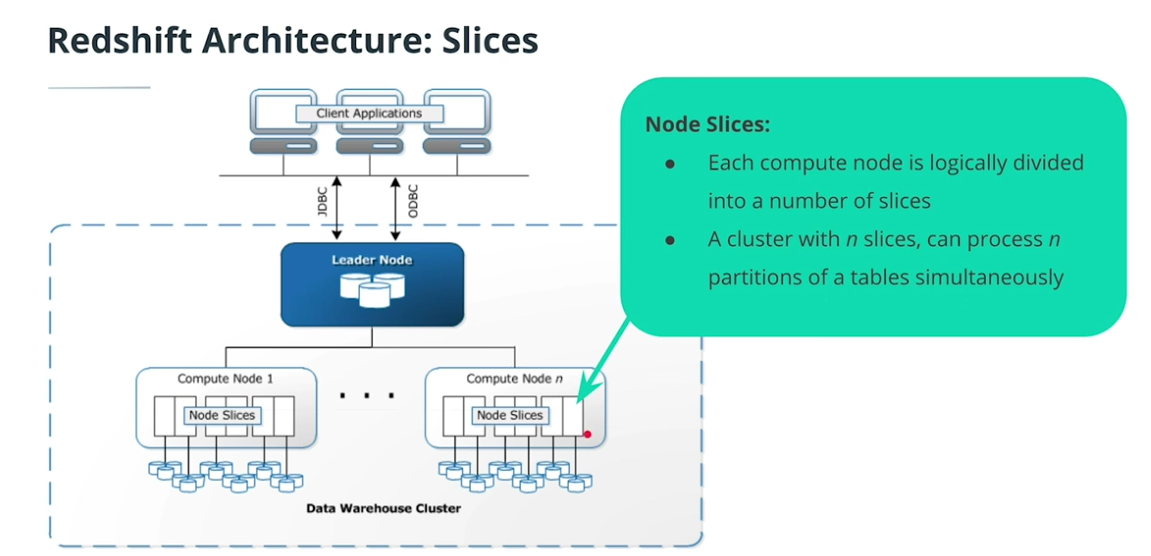 Redshift Architecture: Slices
Client Applications
JDBC
ODBC
Leader Node
Compute Node 1
. . .
Compute Node n
Node Slices
Node Slices
Data Warehouse Cluster
Node Slices:
● Each compute node is logically divided
into a number of slices
● A cluster with n slices, can process n
partitions of a tables simultaneously